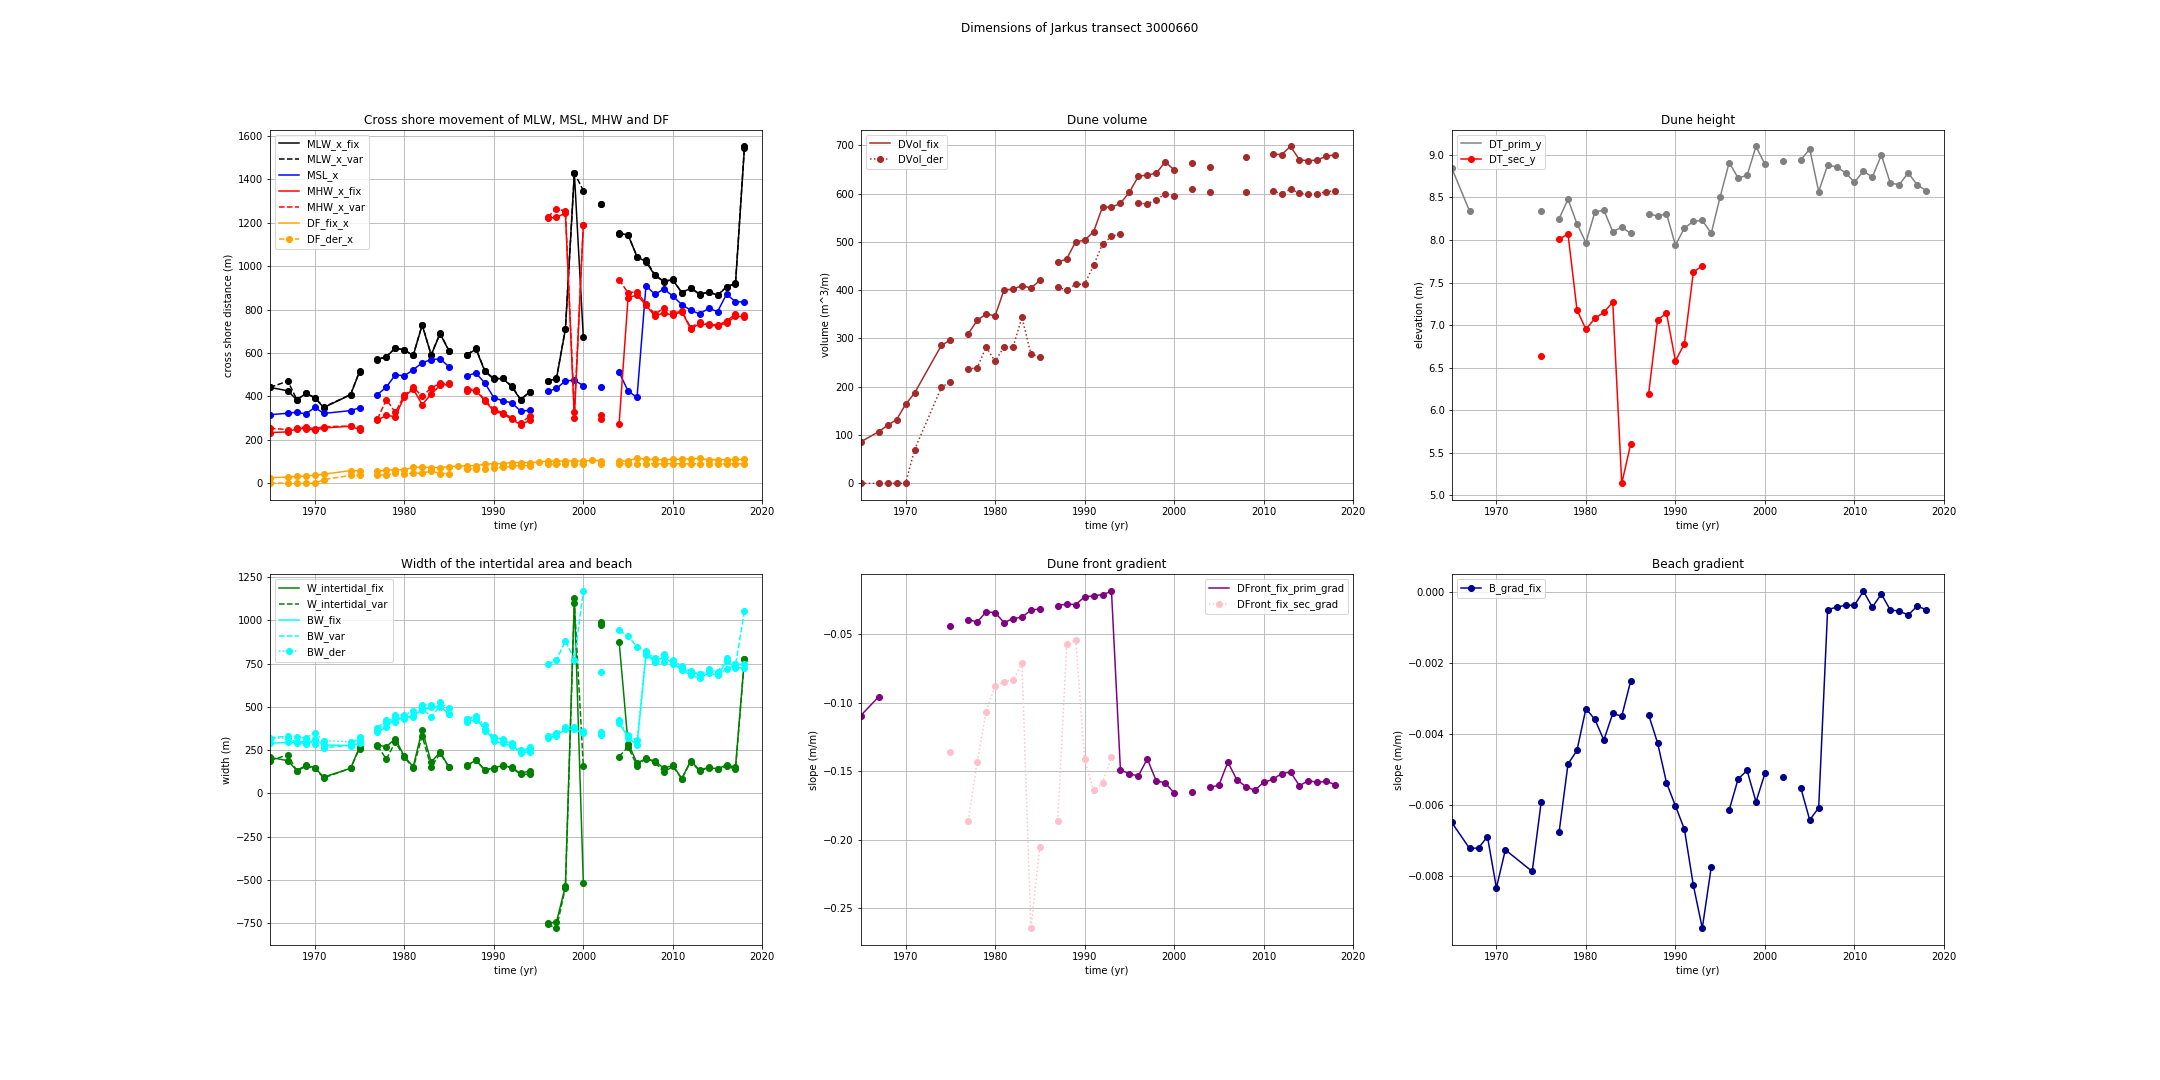 Dimensions of Jarkus transect 3000660
Cross shore movement of MLW, MSL, MHW and DF
1600
1400
1200
1000
800
600
400
200
0
cross shore distance (m)
MLW_x_fix
MLW_x_var
MSL_x
MHW_x_fix
MHW_x_var
DF_fix_x
DF_der_x
1970 1980 1990 2000 2010 2020
time (yr)
Dune volume
700
600
500
400
300
200
100
0
volume (m^3/m)
DVol_fix
DVol_der
1970 1980 1990 2000 2010 2020
time (yr)
Dune height
9.0
8.5
8.0
7.5
7.0
6.5
6.0
5.5
5.0
elevation (m)
DT_prim_y
DT_sec_y
1970 1980 1990 2000 2010 2020
time (yr)
Width of the intertidal area and beach
1250
1000
750
500
250
0
−250
−500
−750
width (m)
W_intertidal_fix
W_intertidal_var
BW_fix
BW_var
BW_der
1970 1980 1990 2000 2010 2020
time (yr)
Dune front gradient
−0.05
−0.10
−0.15
−0.20
−0.25
slope (m/m)
DFront_fix_prim_grad
DFront_fix_sec_grad
1970 1980 1990 2000 2010 2020
time (yr)
Beach gradient
0.000
−0.002
−0.004
−0.006
−0.008
slope (m/m)
B_grad_fix
1970 1980 1990 2000 2010 2020
time (yr)